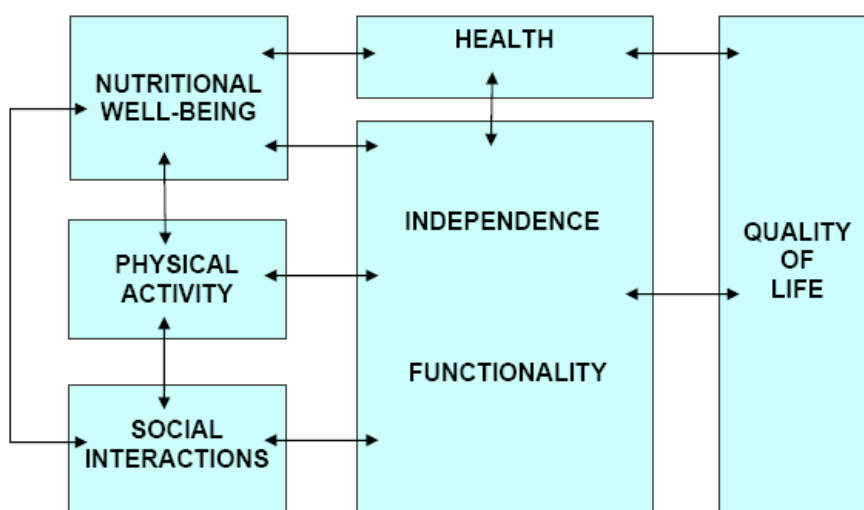 NUTRITIONAL
WELL-BEING
HEALTH
INDEPENDENCE
PHYSICAL
ACTIVITY
FUNCTIONALITY
SOCIAL
INTERACTIONS
QUALITY
OF
LIFE